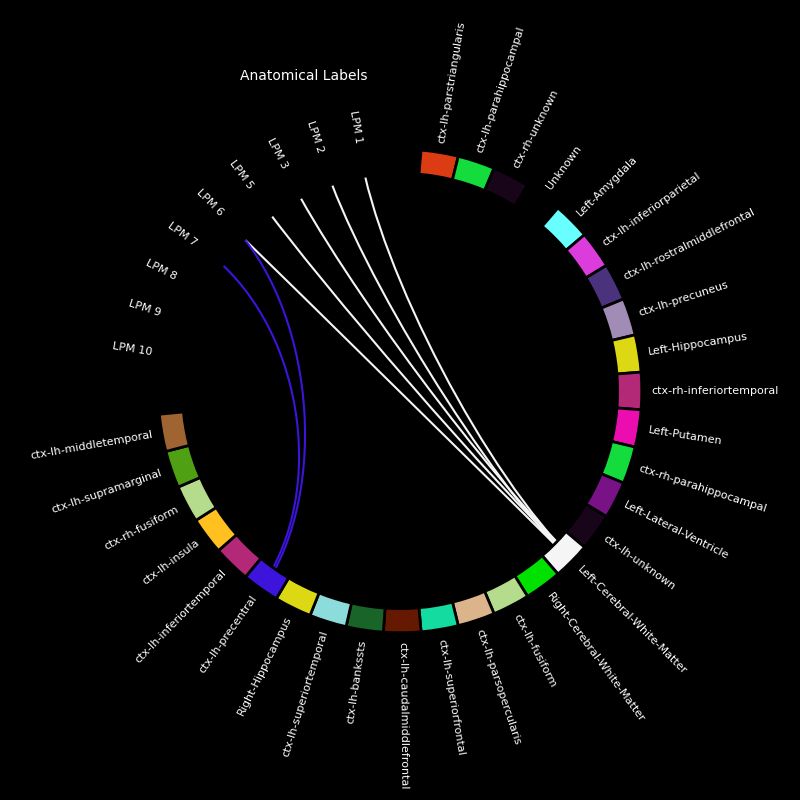 Anatomical Labels
LPM 1
LPM 2
LPM 3
LPM 5
LPM 6
LPM 7
LPM 8
LPM 9
LPM 10
ctx-lh-middletemporal
ctx-lh-supramarginal
ctx-rh-fusiform
ctx-lh-insula
ctx-lh-inferiortemporal
ctx-lh-precentral
Right-Hippocampus
ctx-lh-superiortemporal
ctx-lh-bankssts
ctx-lh-caudalmiddlefrontal
ctx-lh-superiorfrontal
ctx-lh-parsopercularis
ctx-lh-fusiform
Right-Cerebral-White-Matter
Left-Cerebral-White-Matter
ctx-lh-unknown
Left-Lateral-Ventricle
ctx-rh-parahippocampal
Left-Putamen
ctx-rh-inferiortemporal
Left-Hippocampus
ctx-lh-precuneus
ctx-lh-rostralmiddlefrontal
ctx-lh-inferiorparietal
Left-Amygdala
Unknown
ctx-rh-unknown
ctx-lh-parahippocampal
ctx-lh-parstriangularis